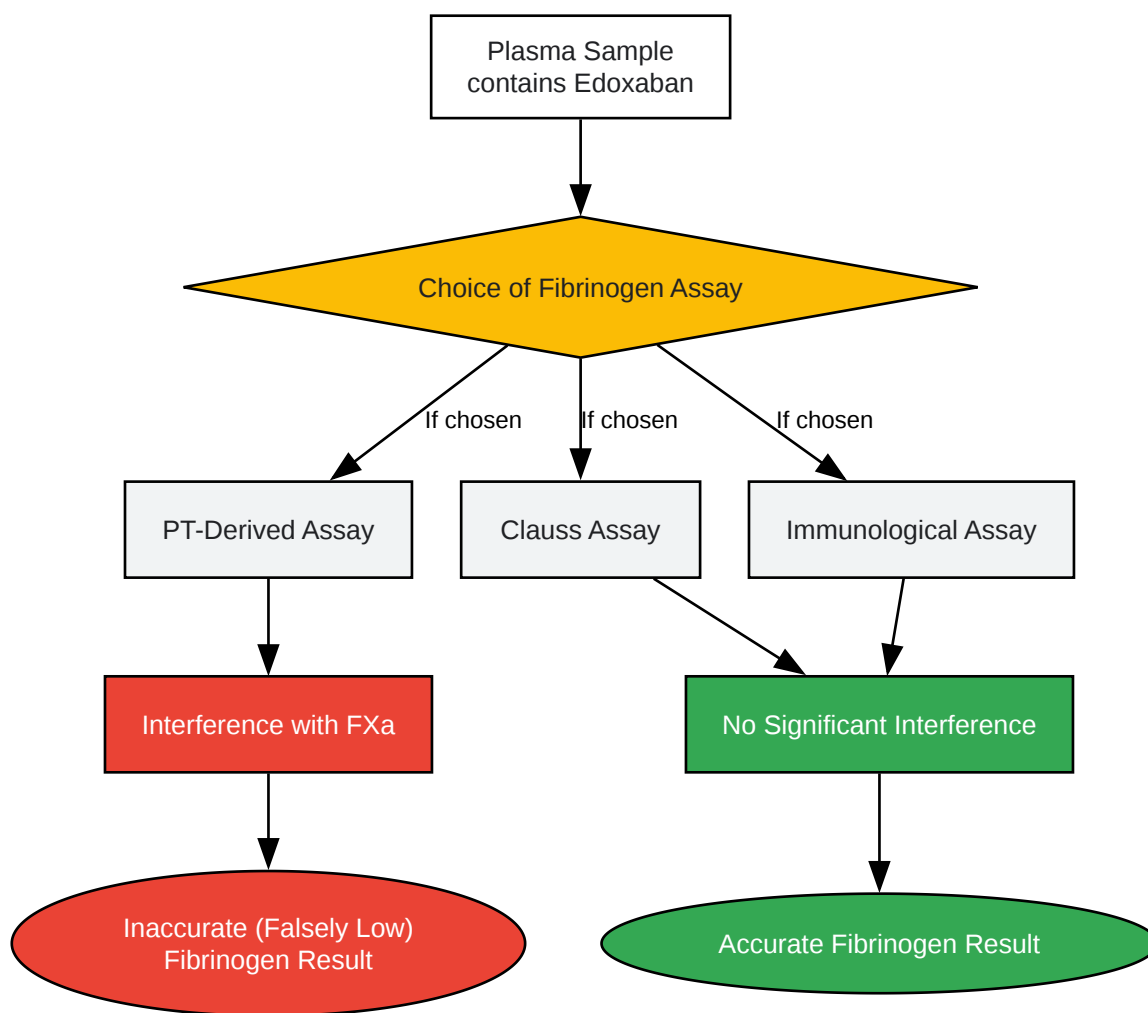 Plasma Sample
contains Edoxaban
Choice of Fibrinogen Assay
If chosen
If chosen
If chosen
PT-Derived Assay
Clauss Assay
Immunological Assay
Interference with FXa
No Significant Interference
Inaccurate (Falsely Low)
Fibrinogen Result
Accurate Fibrinogen Result